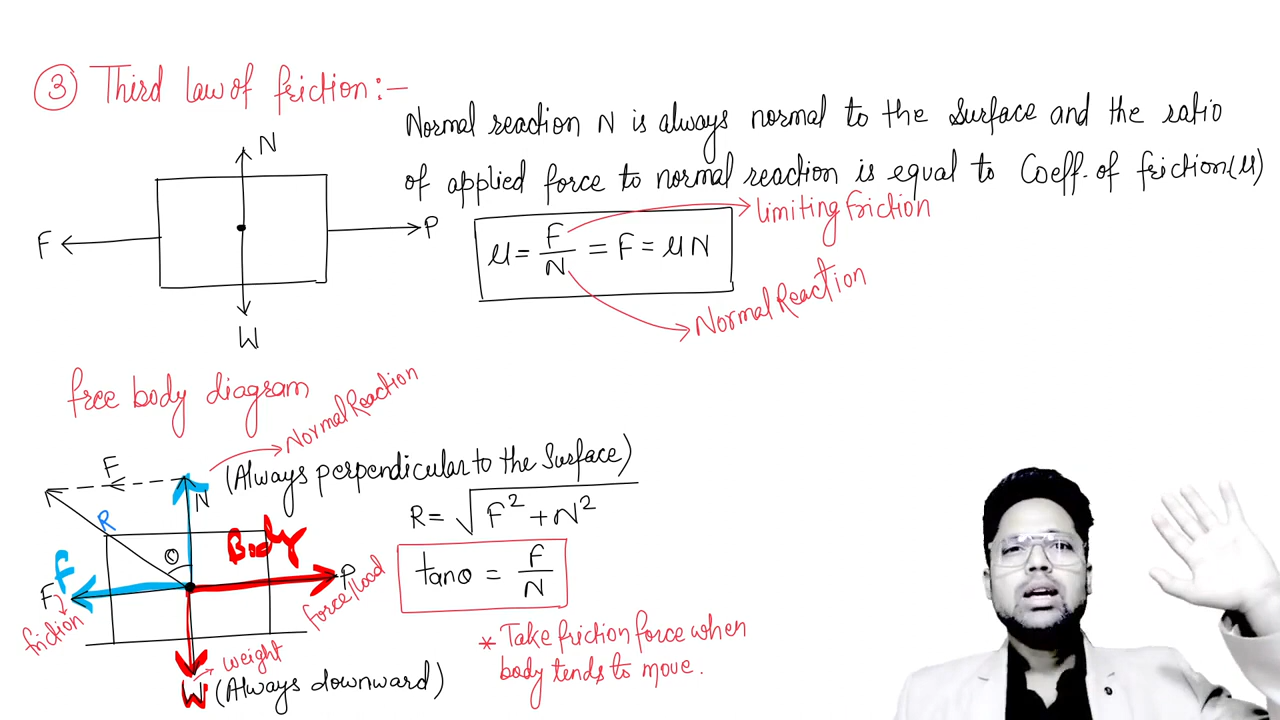 ③ Third law of friction:-
Normal reaction N is always normal to the surface and the ratio
of applied force to normal reaction is equal to Coeff. of friction(μ)
N
F
P
W
μ = F/N = F = μN
Limiting friction
Normal Reaction
free body diagram
Normal Reaction
(Always perpendicular to the surface)
F
N
R
θ
Body
R = √F² + N²
tanθ = F/N
f
F
P
friction
force/load
weight
W (Always downward)
* Take friction force when
body tends to move.